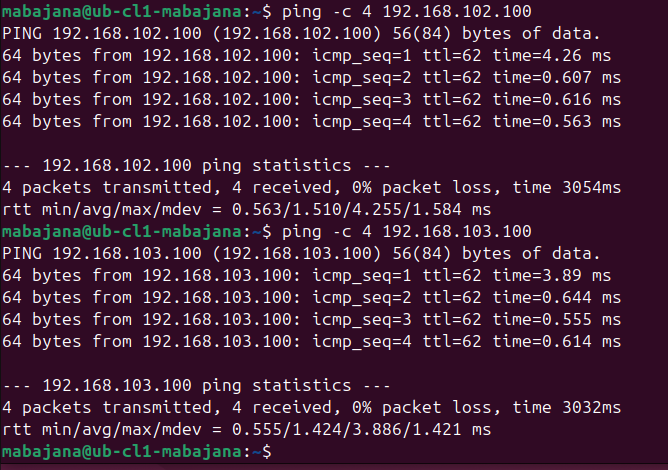 mabajana@ub-cl1-mabajana:~$ ping -c 4 192.168.102.100
PING 192.168.102.100 (192.168.102.100) 56(84) bytes of data.
64 bytes from 192.168.102.100: icmp_seq=1 ttl=62 time=4.26 ms
64 bytes from 192.168.102.100: icmp_seq=2 ttl=62 time=0.607 ms
64 bytes from 192.168.102.100: icmp_seq=3 ttl=62 time=0.616 ms
64 bytes from 192.168.102.100: icmp_seq=4 ttl=62 time=0.563 ms

--- 192.168.102.100 ping statistics ---
4 packets transmitted, 4 received, 0% packet loss, time 3054ms
rtt min/avg/max/mdev = 0.563/1.510/4.255/1.584 ms
mabajana@ub-cl1-mabajana:~$ ping -c 4 192.168.103.100
PING 192.168.103.100 (192.168.103.100) 56(84) bytes of data.
64 bytes from 192.168.103.100: icmp_seq=1 ttl=62 time=3.89 ms
64 bytes from 192.168.103.100: icmp_seq=2 ttl=62 time=0.644 ms
64 bytes from 192.168.103.100: icmp_seq=3 ttl=62 time=0.555 ms
64 bytes from 192.168.103.100: icmp_seq=4 ttl=62 time=0.614 ms

--- 192.168.103.100 ping statistics ---
4 packets transmitted, 4 received, 0% packet loss, time 3032ms
rtt min/avg/max/mdev = 0.555/1.424/3.886/1.421 ms
mabajana@ub-cl1-mabajana:~$